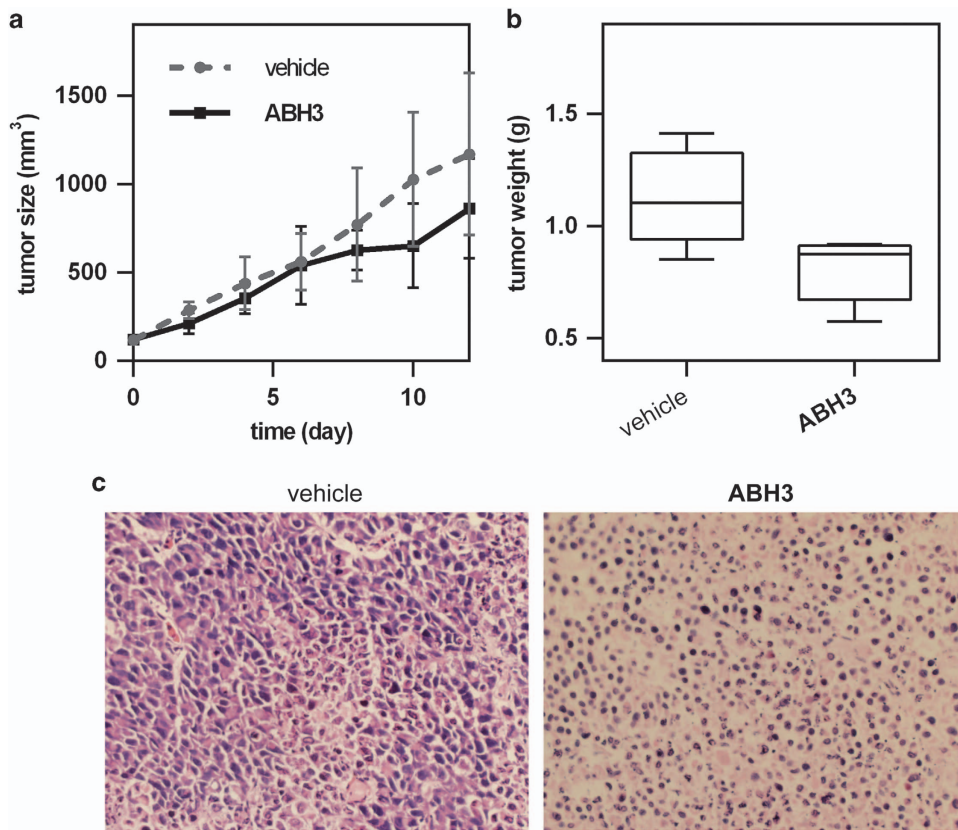 a
vehicle
ABH3
1500
1000
500
0
tumor size (mm³)
0 5 10
time (day)
b
1.5
1.0
0.5
tumor weight (g)
vehicle
ABH3
c
vehicle
ABH3